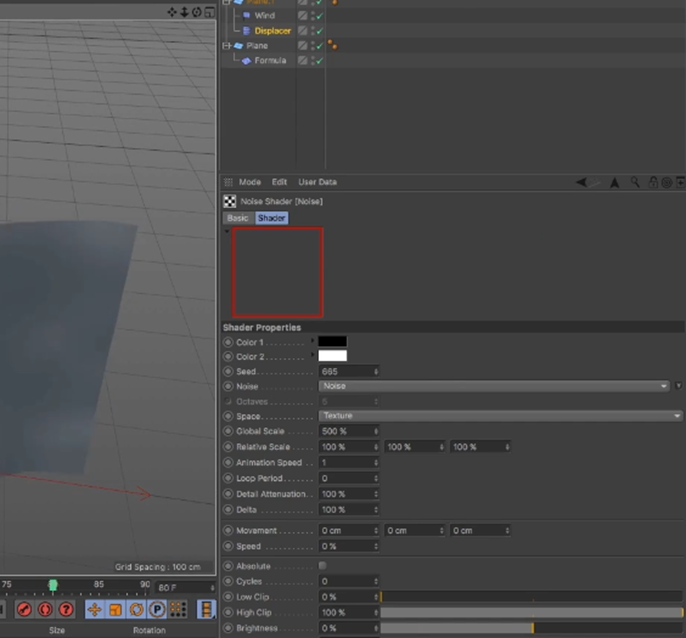 Plane.1
Wind
Displacer
Plane
Formula
Mode Edit User Data
Noise Shader [Noise]
Basic Shader
Shader Properties
Color 1
Color 2
Seed 665
Noise Noise
Octaves 5
Space Texture
Global Scale 500 %
Relative Scale 100 % 100 % 100 %
Animation Speed 1
Loop Period 0
Detail Attenuation 100 %
Delta 100 %
Movement 0 cm 0 cm 0 cm
Speed 0 %
Absolute
Cycles 0
Low Clip 0 %
High Clip 100 %
Brightness 0 %
Grid Spacing : 100 cm
75 85 90 80 F
Size Rotation